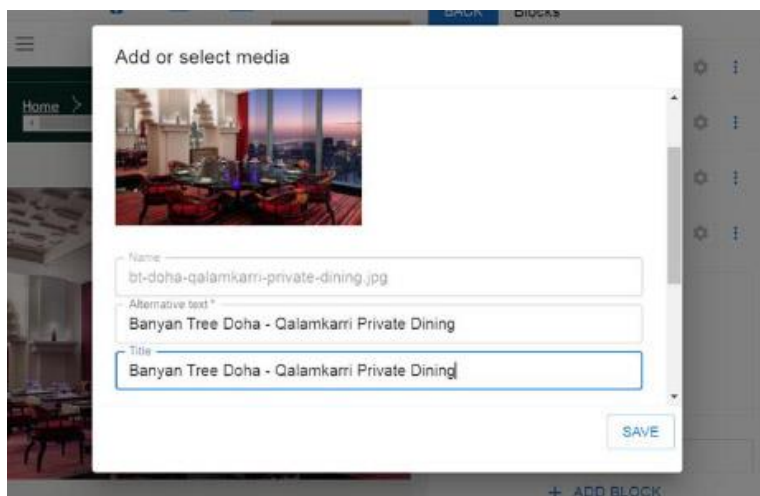 BACK Blocks
Add or select media
Home >
Name
bt-doha-qalamkarri-private-dining.jpg
Alternative text *
Banyan Tree Doha - Qalamkarri Private Dining
Title
Banyan Tree Doha - Qalamkarri Private Dining
SAVE
+ ADD BLOCK